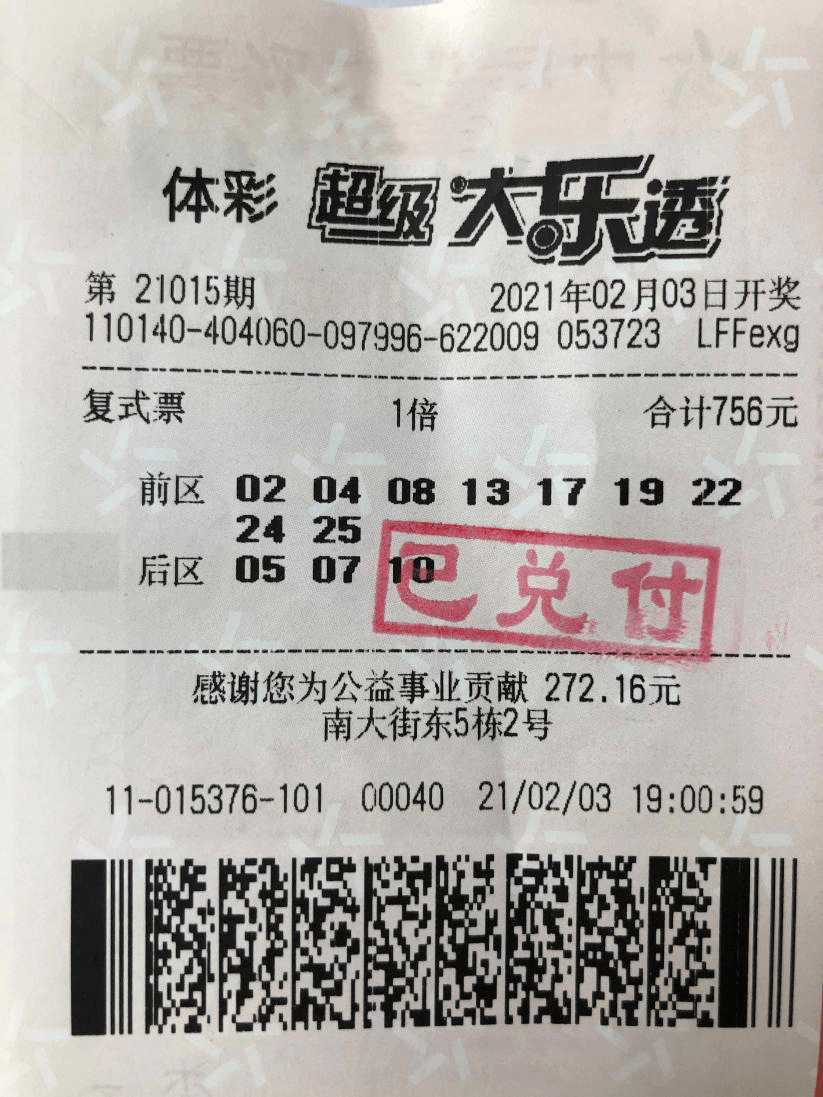 体彩 超级大乐透
第 21015期 2021年02月03日开奖
110140-404060-097996-622009 053723 LFFexg
复式票 1倍 合计756元
前区 02 04 08 13 17 19 22
24 25
后区 05 07 10
已兑付
感谢您为公益事业贡献 272.16元
南大街东5栋2号
11-015376-101 00040 21/02/03 19:00:59